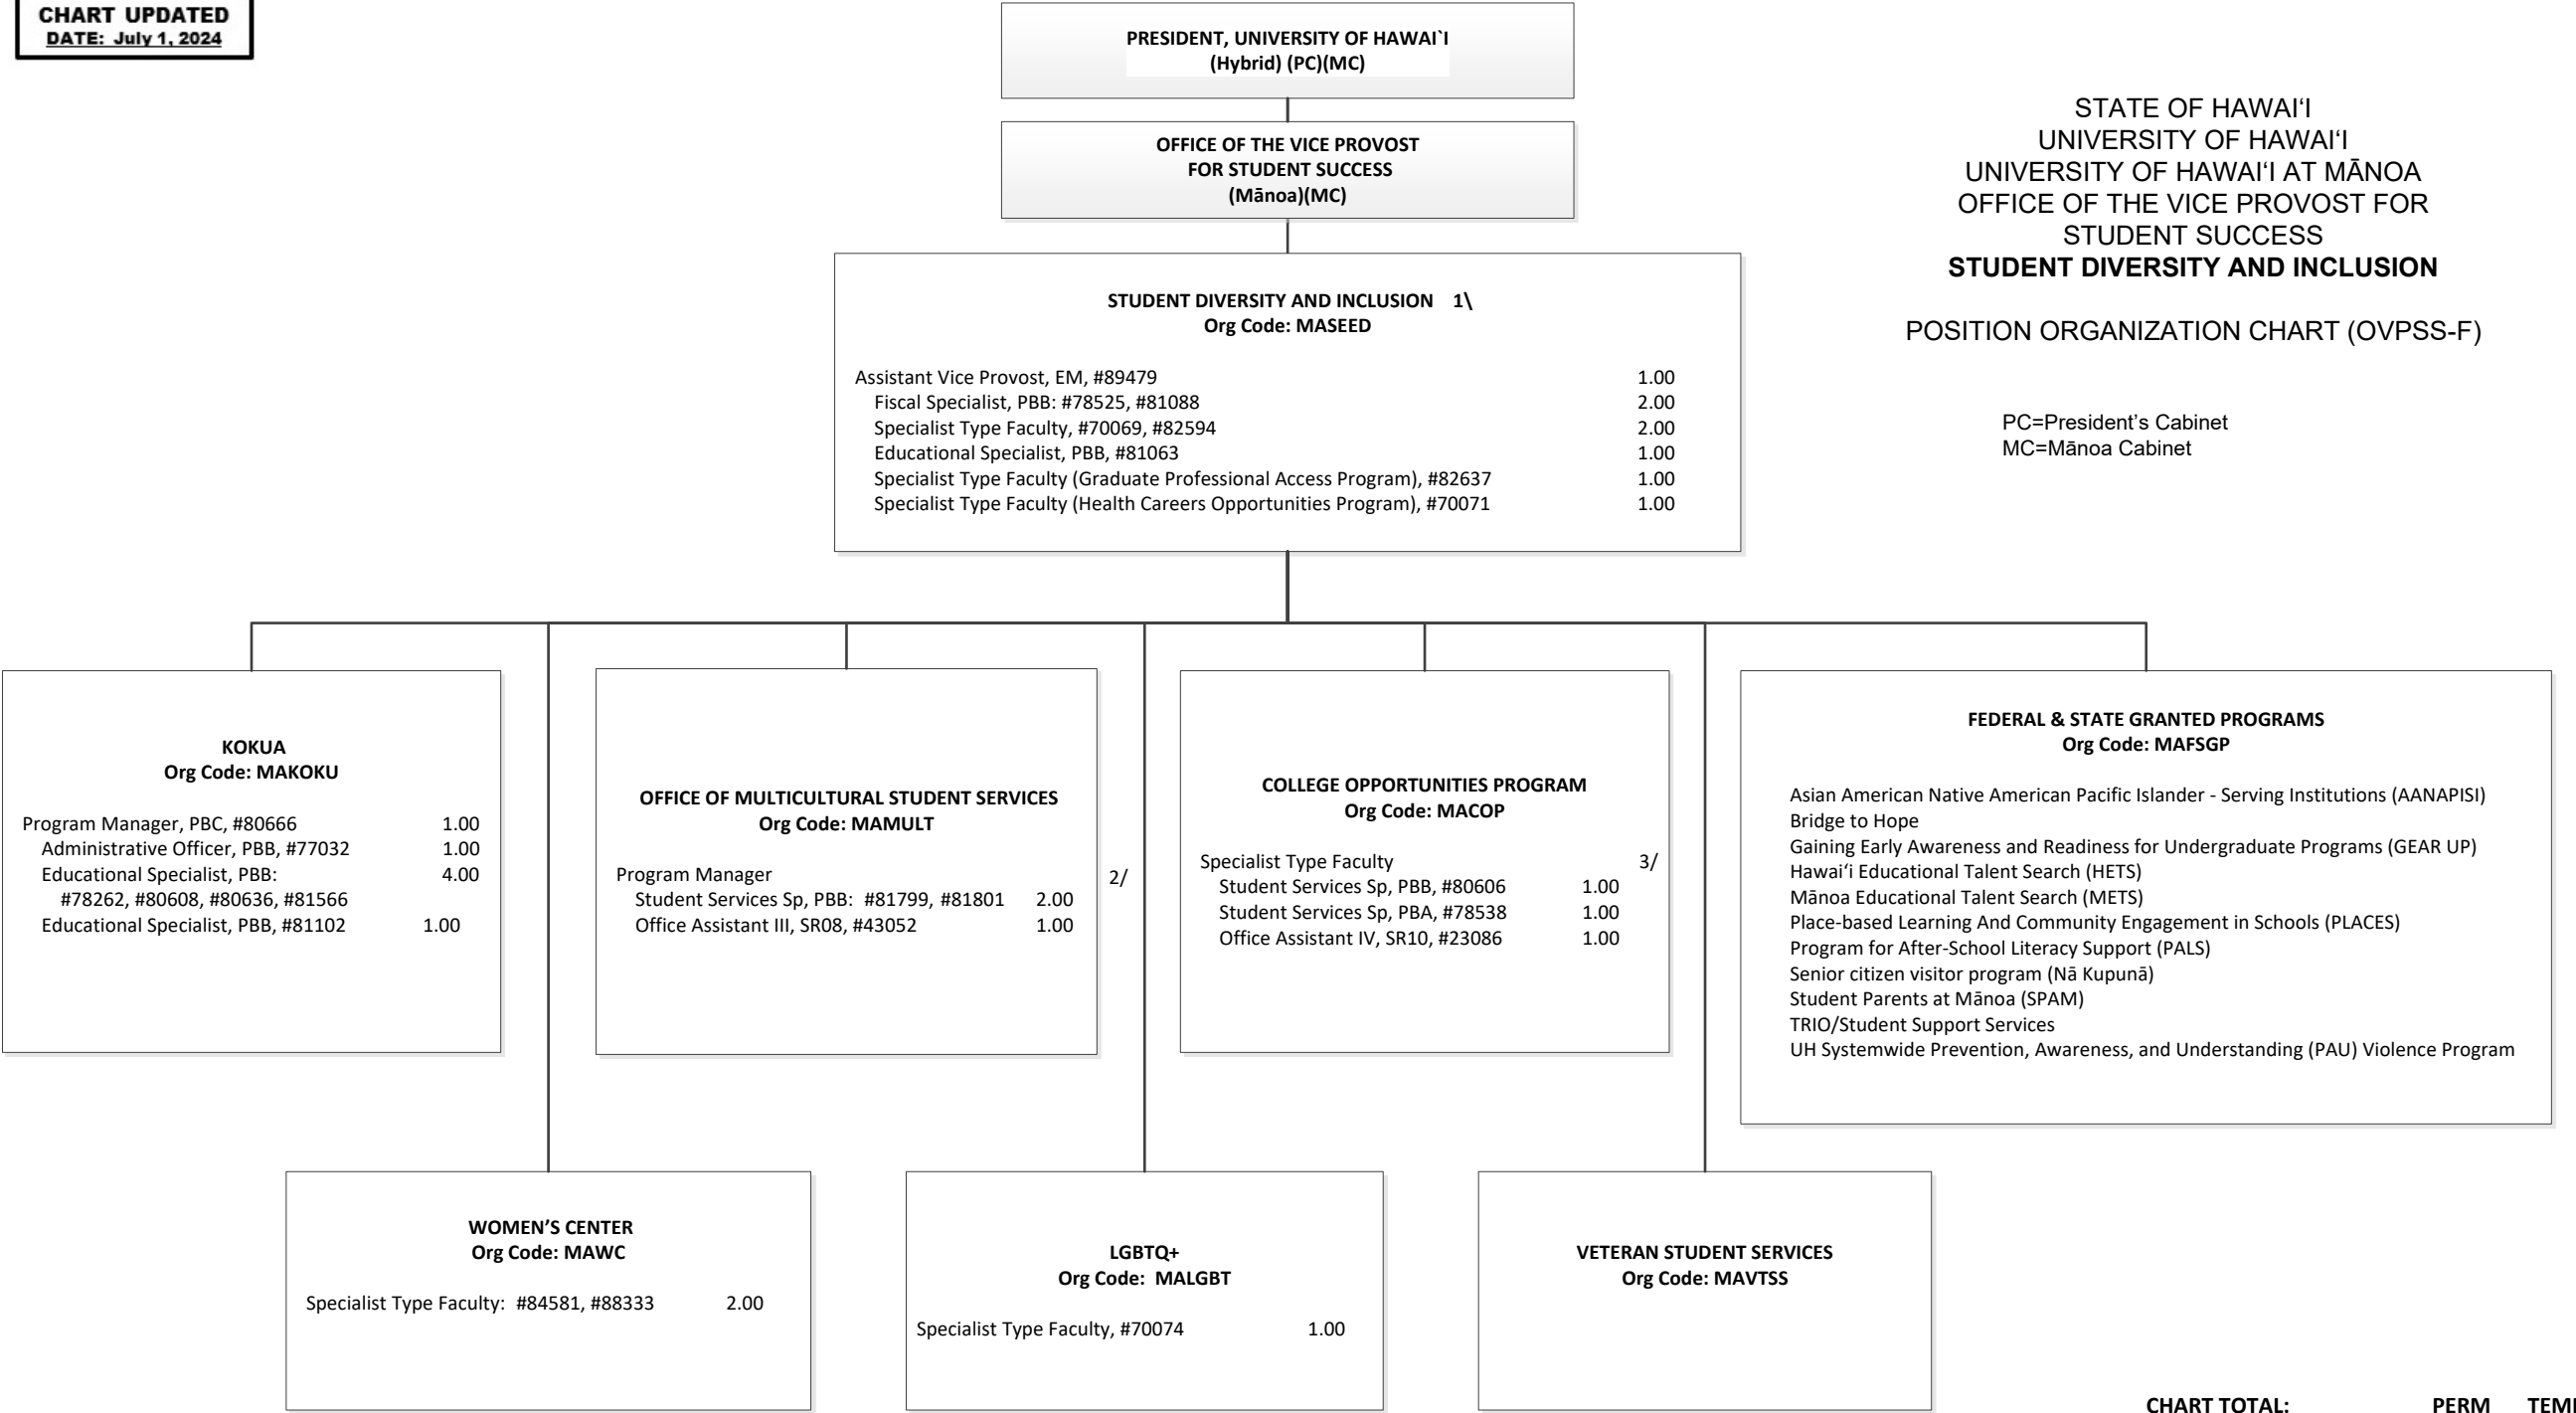 CHART UPDATED
DATE: July 1, 2024
PRESIDENT, UNIVERSITY OF HAWAI`I
(Hybrid) (PC)(MC)
OFFICE OF THE VICE PROVOST
FOR STUDENT SUCCESS
(Mānoa)(MC)
STATE OF HAWAI‘I
UNIVERSITY OF HAWAI‘I
UNIVERSITY OF HAWAI‘I AT MĀNOA
OFFICE OF THE VICE PROVOST FOR
STUDENT SUCCESS
STUDENT DIVERSITY AND INCLUSION
POSITION ORGANIZATION CHART (OVPSS-F)
PC=President’s Cabinet
MC=Mānoa Cabinet
STUDENT DIVERSITY AND INCLUSION 1\
Org Code: MASEED
Assistant Vice Provost, EM, #89479 1.00
Fiscal Specialist, PBB: #78525, #81088 2.00
Specialist Type Faculty, #70069, #82594 2.00
Educational Specialist, PBB, #81063 1.00
Specialist Type Faculty (Graduate Professional Access Program), #82637 1.00
Specialist Type Faculty (Health Careers Opportunities Program), #70071 1.00
KOKUA
Org Code: MAKOKU
Program Manager, PBC, #80666 1.00
Administrative Officer, PBB, #77032 1.00
Educational Specialist, PBB: 4.00
#78262, #80608, #80636, #81566
Educational Specialist, PBB, #81102 1.00
OFFICE OF MULTICULTURAL STUDENT SERVICES
Org Code: MAMULT
Program Manager 2/
Student Services Sp, PBB: #81799, #81801 2.00
Office Assistant III, SR08, #43052 1.00
COLLEGE OPPORTUNITIES PROGRAM
Org Code: MACOP
Specialist Type Faculty 3/
Student Services Sp, PBB, #80606 1.00
Student Services Sp, PBA, #78538 1.00
Office Assistant IV, SR10, #23086 1.00
FEDERAL & STATE GRANTED PROGRAMS
Org Code: MAFSGP
Asian American Native American Pacific Islander - Serving Institutions (AANAPISI)
Bridge to Hope
Gaining Early Awareness and Readiness for Undergraduate Programs (GEAR UP)
Hawai‘i Educational Talent Search (HETS)
Mānoa Educational Talent Search (METS)
Place-based Learning And Community Engagement in Schools (PLACES)
Program for After-School Literacy Support (PALS)
Senior citizen visitor program (Nā Kupunā)
Student Parents at Mānoa (SPAM)
TRIO/Student Support Services
UH Systemwide Prevention, Awareness, and Understanding (PAU) Violence Program
WOMEN’S CENTER
Org Code: MAWC
Specialist Type Faculty: #84581, #88333 2.00
LGBTQ+
Org Code: MALGBT
Specialist Type Faculty, #70074 1.00
VETERAN STUDENT SERVICES
Org Code: MAVTSS
CHART TOTAL: PERM